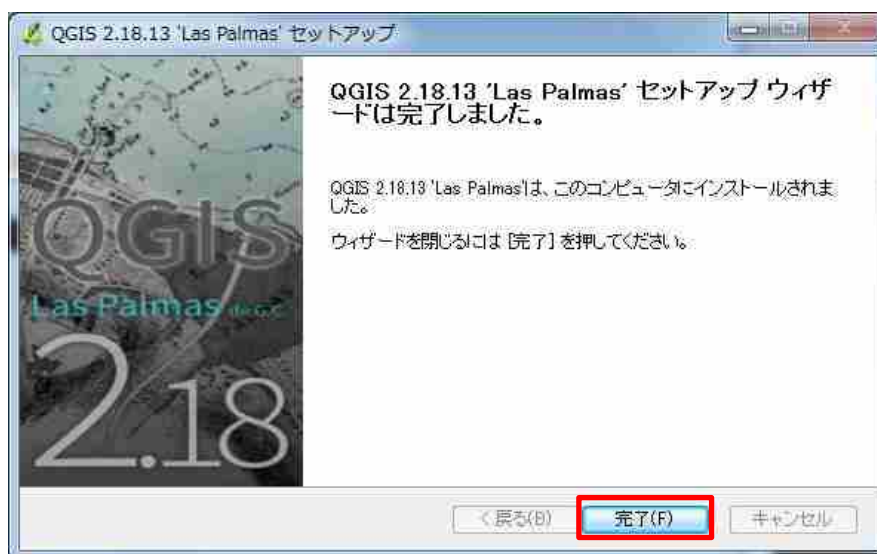 QGIS 2.18.13 'Las Palmas' セットアップ
QGIS 2.18.13 'Las Palmas' セットアップ ウィザ
ードは完了しました。
QGIS 2.18.13 'Las Palmas'は、このコンピュータにインストールされま
した。
ウィザードを閉じるには [完了] を押してください。
QGIS
Las Palmas de G.C.
2.18
< 戻る(B)
完了(F)
キャンセル